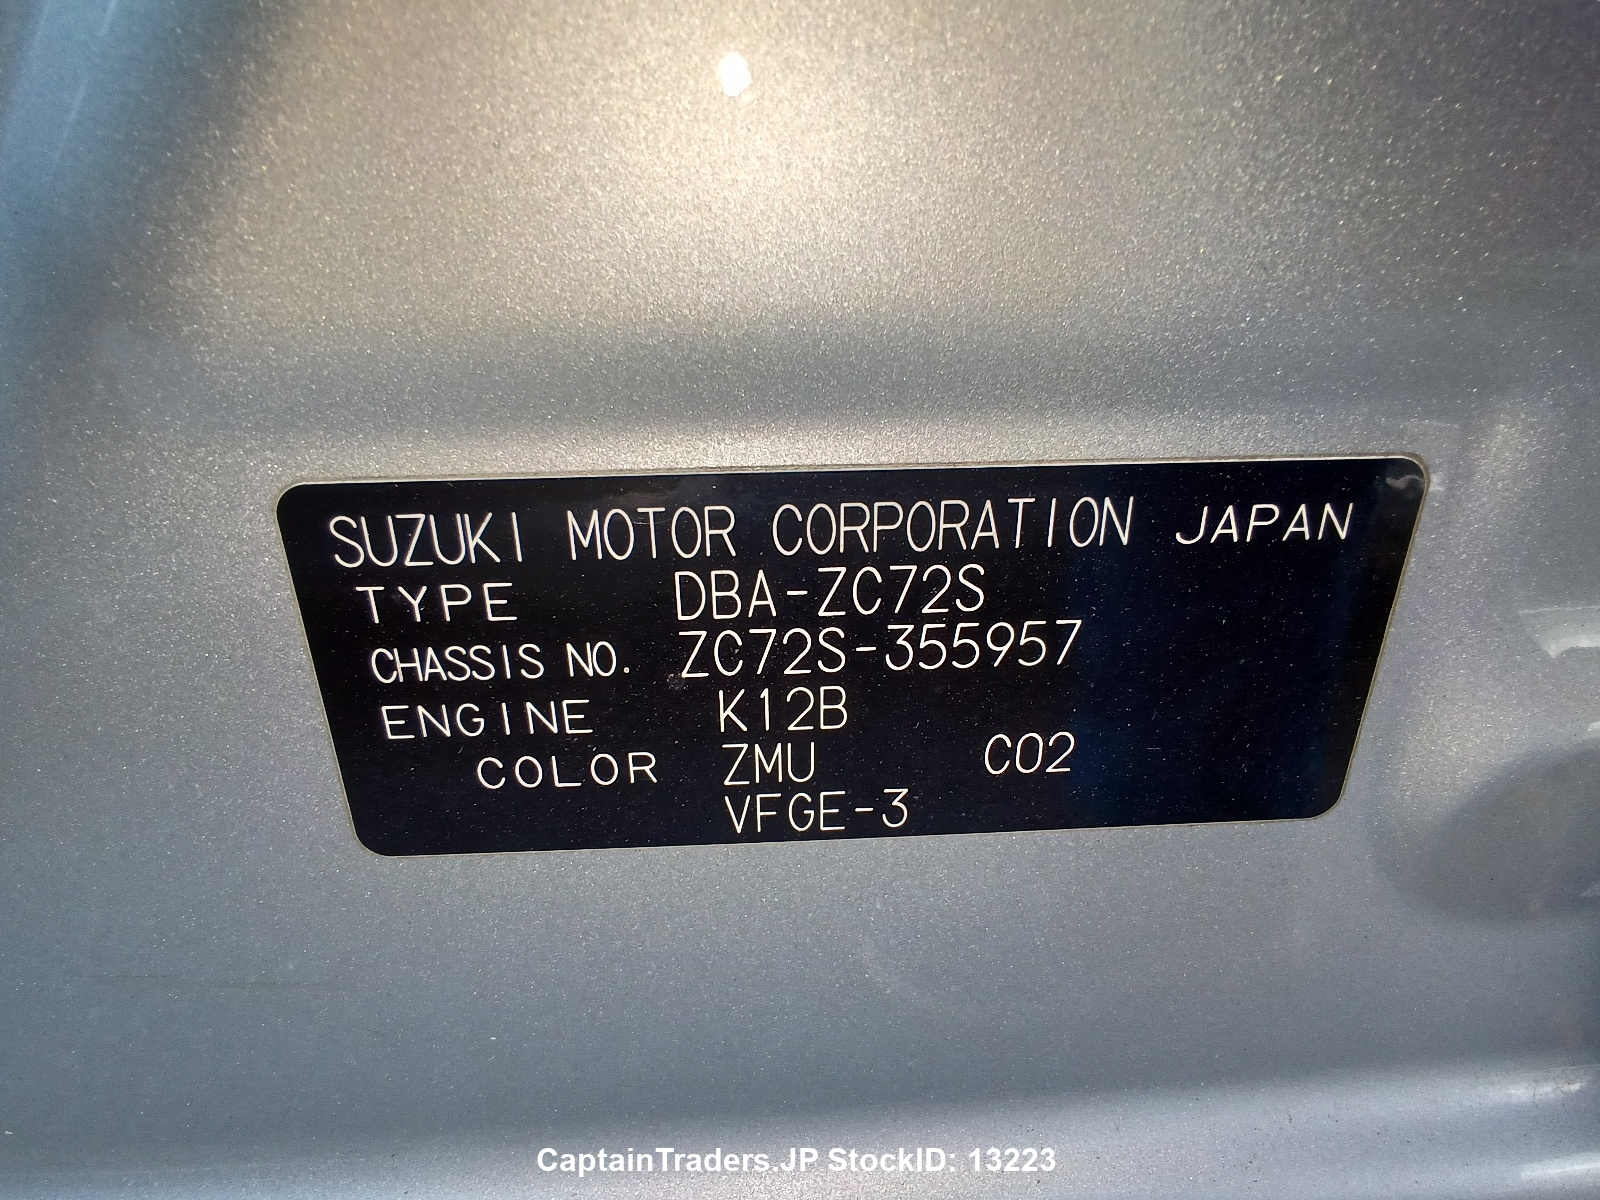 SUZUKI MOTOR CORPORATION JAPAN
TYPE DBA-ZC72S
CHASSIS NO. ZC72S-355957
ENGINE K12B
COLOR ZMU C02
VFGE-3
CaptainTraders.JP StockID: 13223